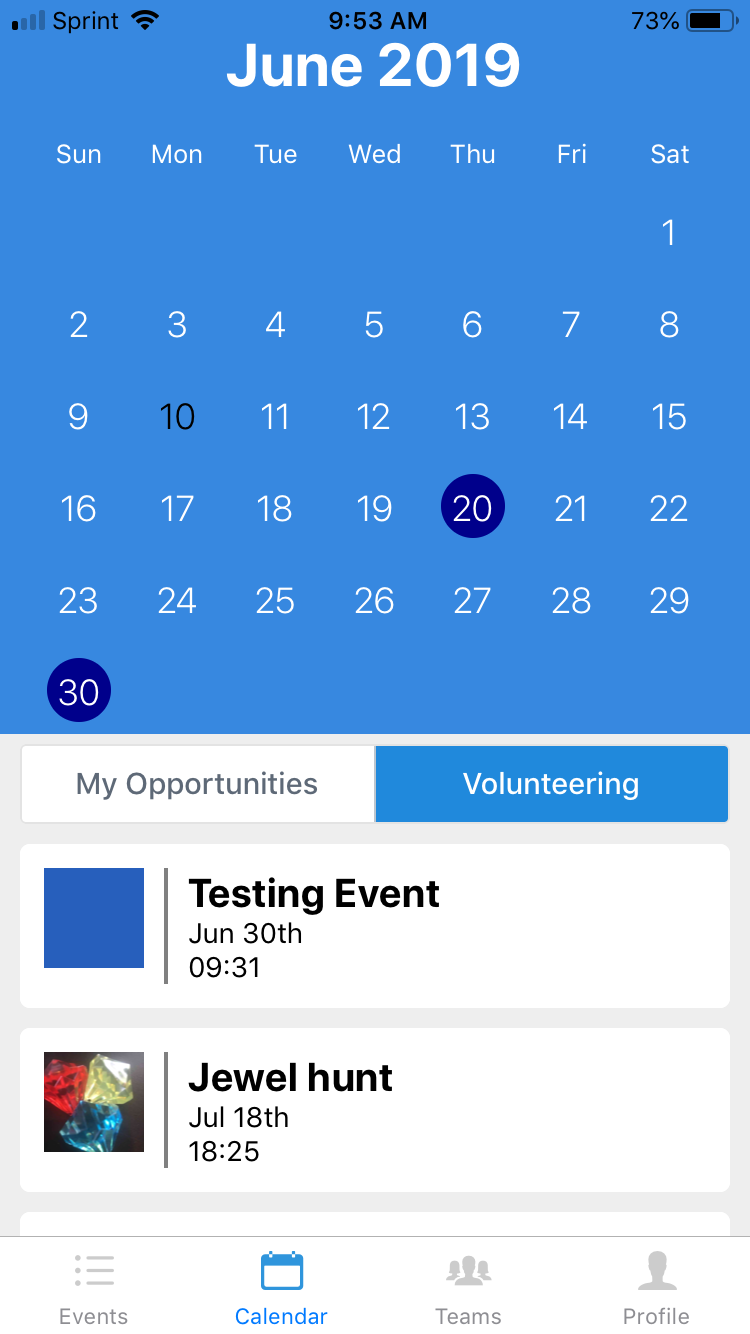 Sprint 9:53 AM 73%
June 2019
Sun Mon Tue Wed Thu Fri Sat
1
2 3 4 5 6 7 8
9 10 11 12 13 14 15
16 17 18 19 20 21 22
23 24 25 26 27 28 29
30
My Opportunities Volunteering
Testing Event
Jun 30th
09:31
Jewel hunt
Jul 18th
18:25
Events Calendar Teams Profile